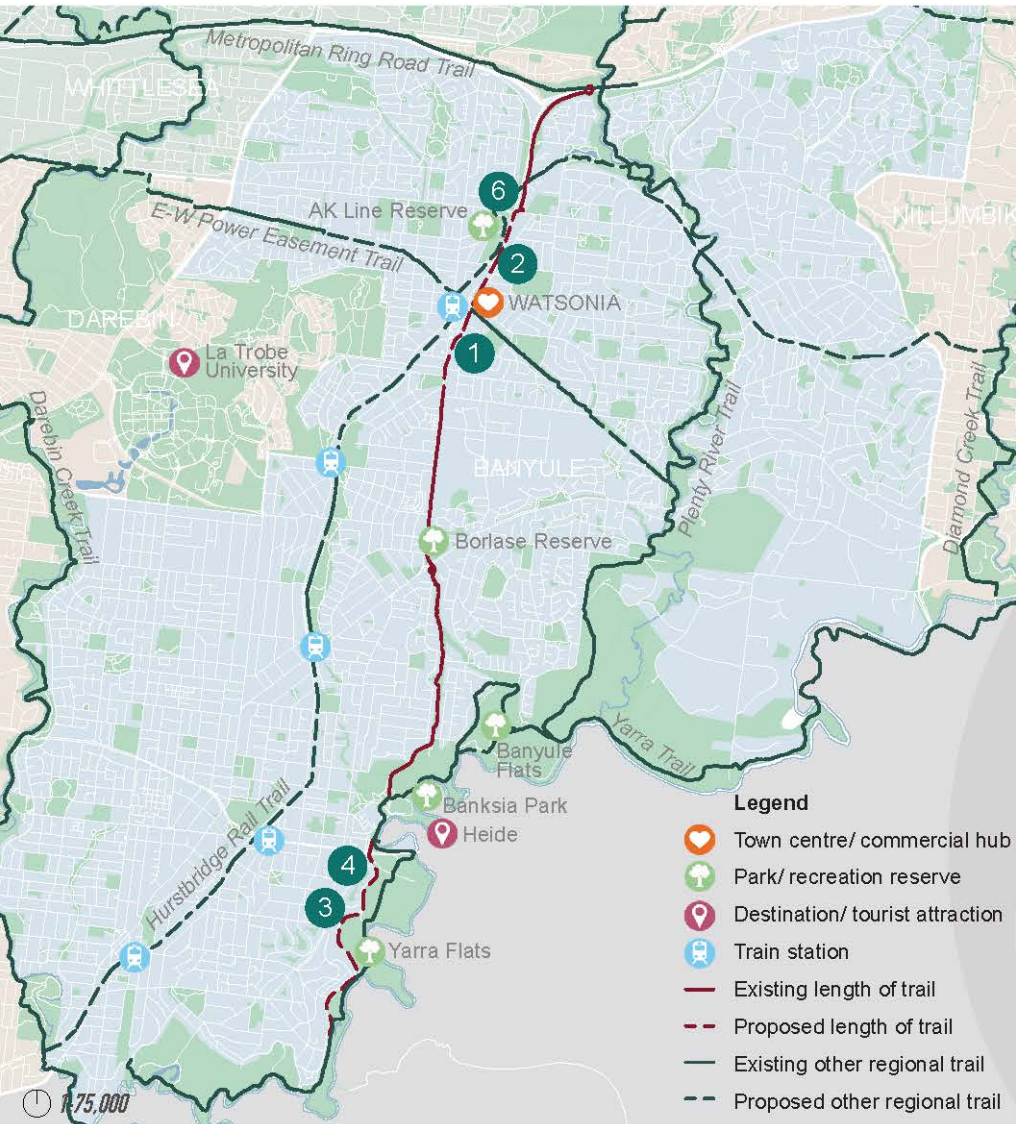 Metropolitan Ring Road Trail
WHITTLESEA
6
AK Line Reserve
NILLUMBIK
E-W Power Easement Trail
2
WATSONIA
DAREBIN
1
La Trobe
University
Darebin Creek Trail
BANYULE
Plenty River Trail
Diamond Creek Trail
Borlase Reserve
Yarra Trail
Banyule
Flats
Banksia Park
Heide
Hurstbridge Rail Trail
4
3
Yarra Flats
Legend
Town centre/ commercial hub
Park/ recreation reserve
Destination/ tourist attraction
Train station
Existing length of trail
Proposed length of trail
Existing other regional trail
Proposed other regional trail
1:75,000